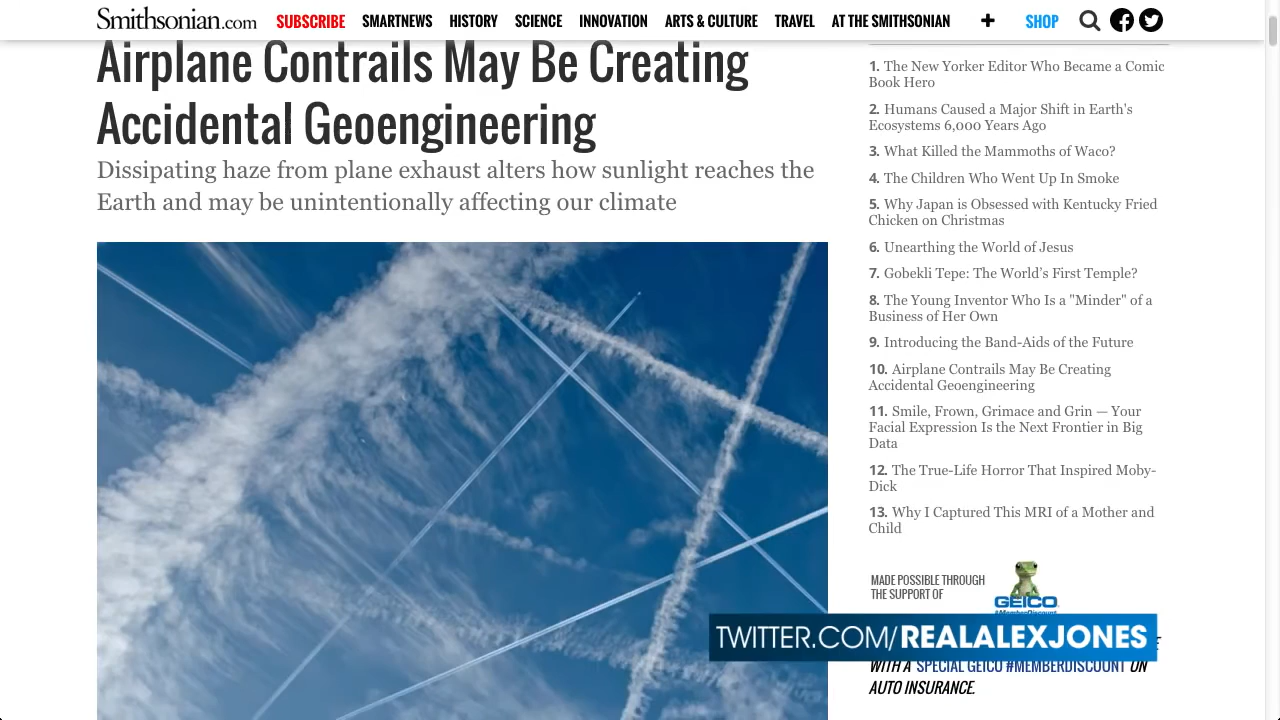 Smithsonian.com SUBSCRIBE SMARTNEWS HISTORY SCIENCE INNOVATION ARTS & CULTURE TRAVEL AT THE SMITHSONIAN + SHOP
Airplane Contrails May Be Creating
Accidental Geoengineering
Dissipating haze from plane exhaust alters how sunlight reaches the
Earth and may be unintentionally affecting our climate
1. The New Yorker Editor Who Became a Comic
Book Hero
2. Humans Caused a Major Shift in Earth's
Ecosystems 6,000 Years Ago
3. What Killed the Mammoths of Waco?
4. The Children Who Went Up In Smoke
5. Why Japan is Obsessed with Kentucky Fried
Chicken on Christmas
6. Unearthing the World of Jesus
7. Gobekli Tepe: The World's First Temple?
8. The Young Inventor Who Is a "Minder" of a
Business of Her Own
9. Introducing the Band-Aids of the Future
10. Airplane Contrails May Be Creating
Accidental Geoengineering
11. Smile, Frown, Grimace and Grin — Your
Facial Expression Is the Next Frontier in Big
Data
12. The True-Life Horror That Inspired Moby-
Dick
13. Why I Captured This MRI of a Mother and
Child
MADE POSSIBLE THROUGH
THE SUPPORT OF
GEICO
#MemberDiscount
TWITTER.COM/REALALEXJONES
WITH A SPECIAL GEICO #MEMBERDISCOUNT ON
AUTO INSURANCE.